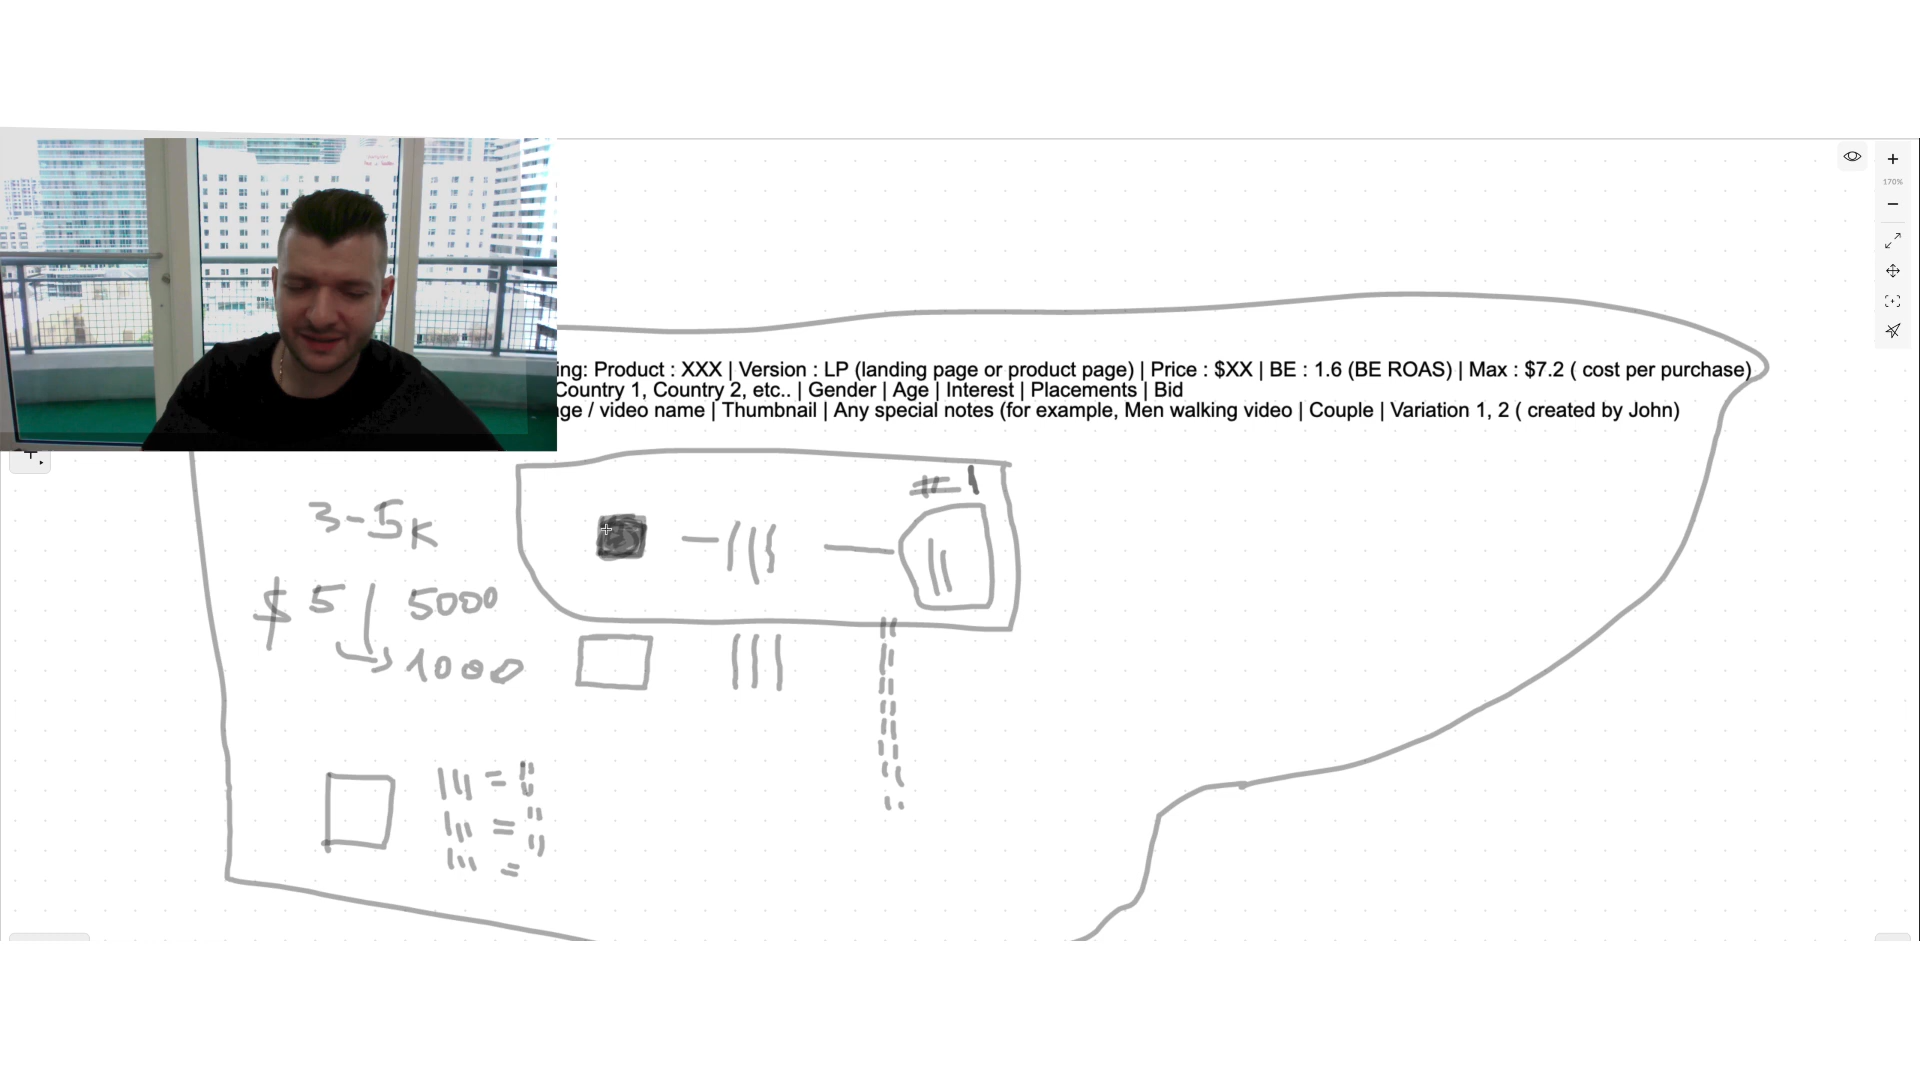 170%
ing: Product : XXX | Version : LP (landing page or product page) | Price : $XX | BE : 1.6 (BE ROAS) | Max : $7.2 ( cost per purchase)
Country 1, Country 2, etc.. | Gender | Age | Interest | Placements | Bid
ge / video name | Thumbnail | Any special notes (for example, Men walking video | Couple | Variation 1, 2 ( created by John)
#1
3-5K
$ 5 5000
1000